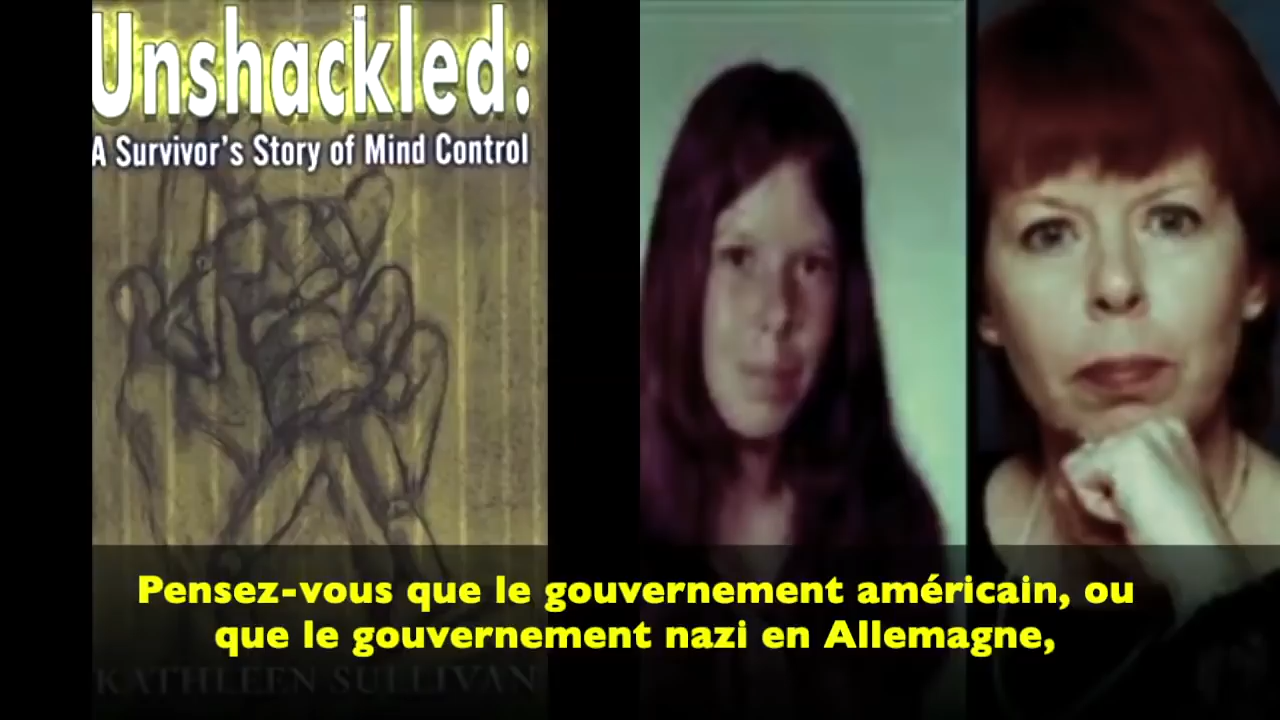 Unshackled:
A Survivor's Story of Mind Control
KATHLEEN SULLIVAN
Pensez-vous que le gouvernement américain, ou
que le gouvernement nazi en Allemagne,